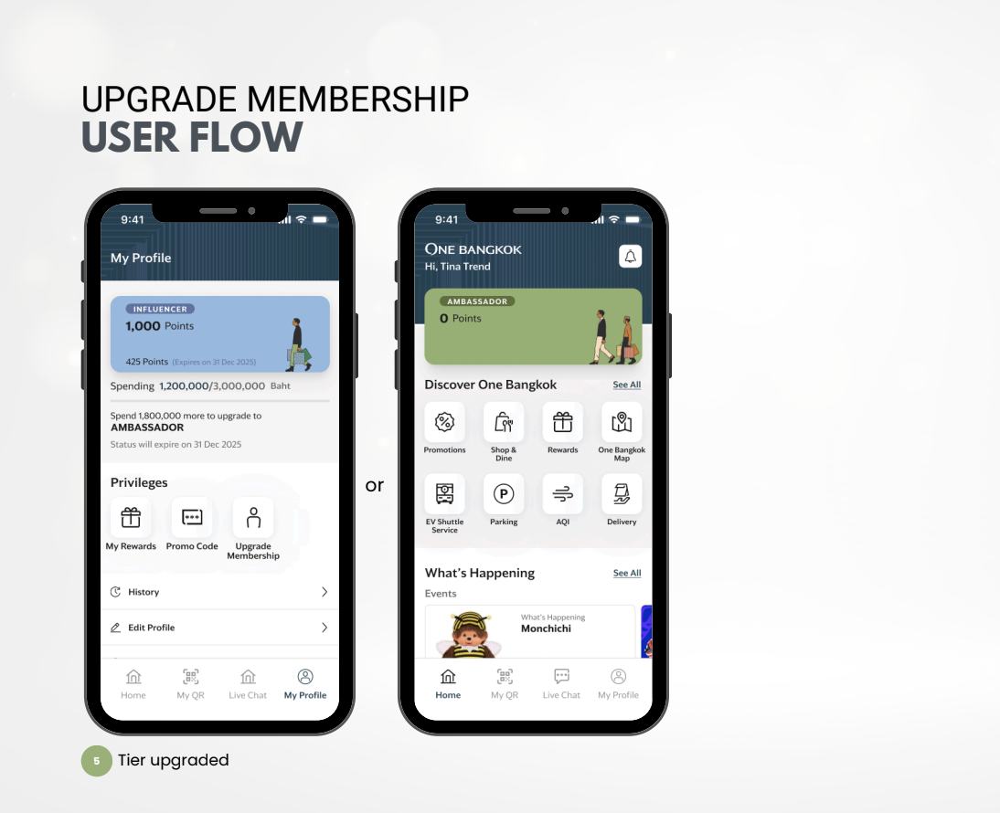 UPGRADE MEMBERSHIP
USER FLOW
9:41
My Profile
INFLUENCER
1,000 Points
425 Points (Expires on 31 Dec 2025)
Spending 1,200,000/3,000,000 Baht
Spend 1,800,000 more to upgrade to
AMBASSADOR
Status will expire on 31 Dec 2025
Privileges
My Rewards Promo Code Upgrade
Membership
History
Edit Profile
Home My QR Live Chat My Profile
or
9:41
ONE BANGKOK
Hi, Tina Trend
AMBASSADOR
0 Points
Discover One Bangkok See All
Promotions Shop & Rewards One Bangkok
Dine Map
P
EV Shuttle Parking AQI Delivery
Service
What's Happening See All
Events
What's Happening
Monchichi
Home My QR Live Chat My Profile
5 Tier upgraded